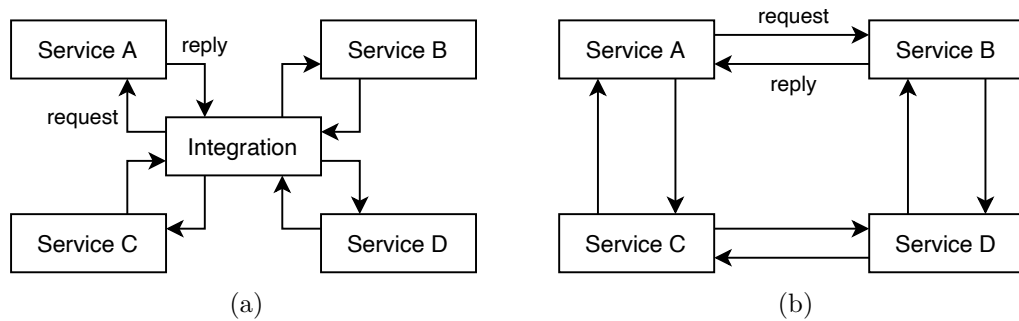 Service A
reply
Service B
request
Integration
Service C
Service D
(a)
request
Service A
Service B
reply
Service C
Service D
(b)